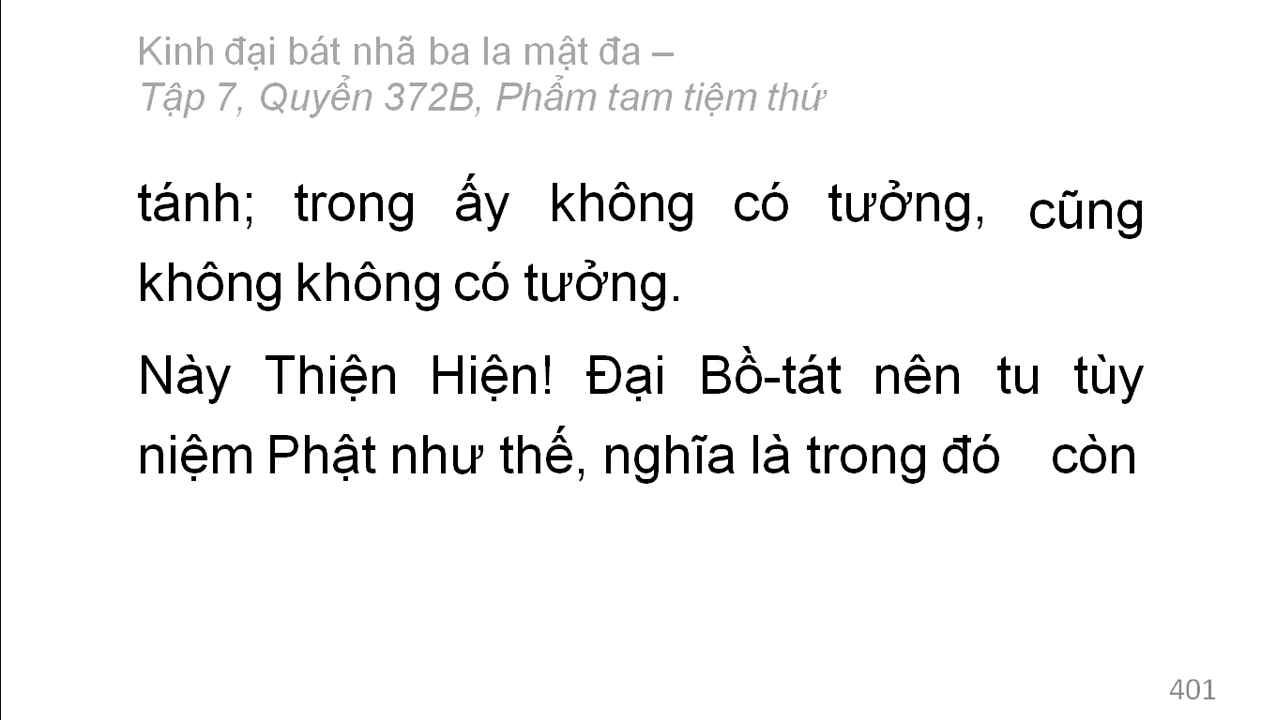 Kinh đại bát nhã ba la mật đa –
Tập 7, Quyển 372B, Phẩm tam tiệm thứ
tánh; trong ấy không có tưởng, cũng
không không có tưởng.
Này Thiện Hiện! Đại Bồ-tát nên tu tùy
niệm Phật như thế, nghĩa là trong đó còn
401